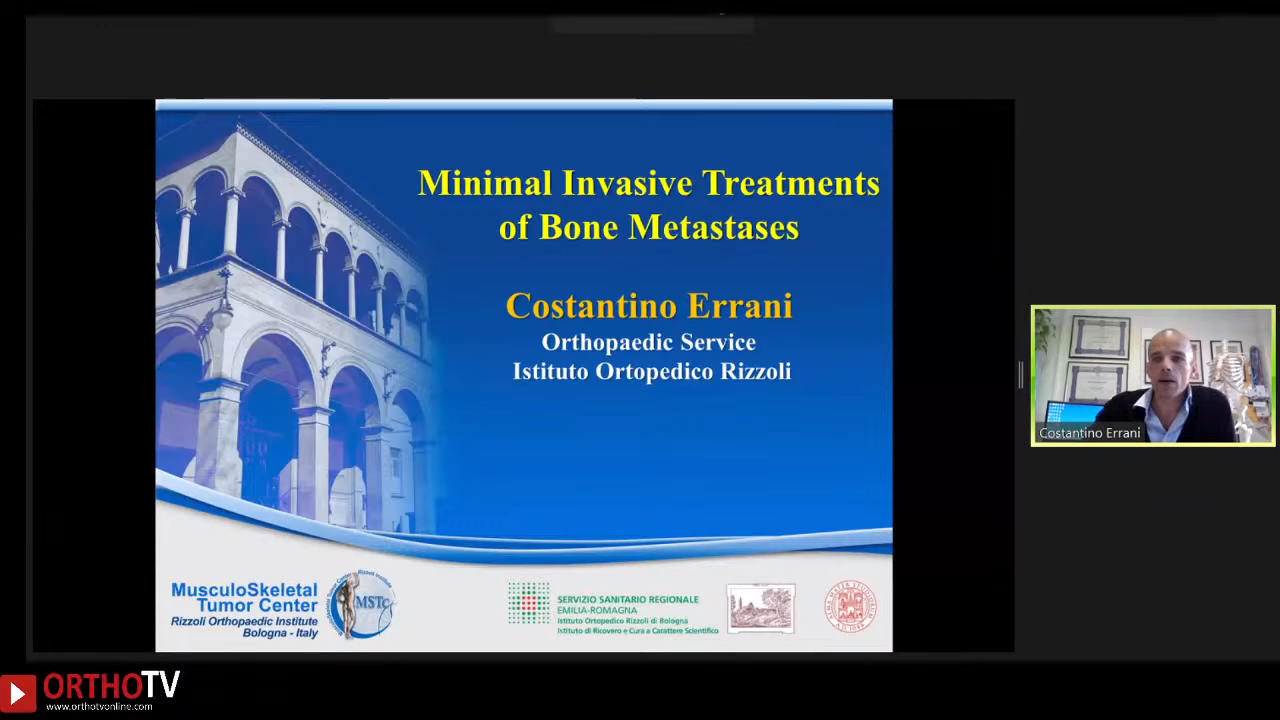 Minimal Invasive Treatments
of Bone Metastases
Costantino Errani
Orthopaedic Service
Istituto Ortopedico Rizzoli
Costantino Errani
MusculoSkeletal
Tumor Center
Rizzoli Orthopaedic Institute
Bologna - Italy
MSTC
SERVIZIO SANITARIO REGIONALE
EMILIA-ROMAGNA
Istituto Ortopedico Rizzoli di Bologna
Istituto di Ricovero e Cura a Carattere Scientifico
ORTHOTV
www.orthotvonline.com